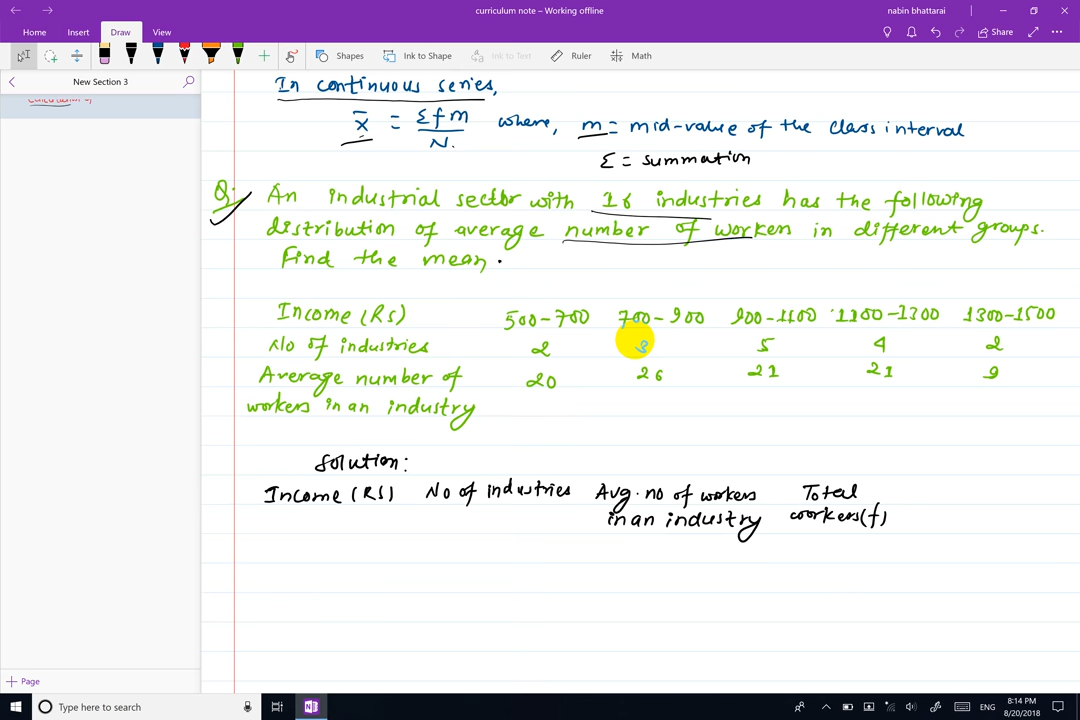 curriculum note – Working offline
nabin bhattarai
Home Insert Draw View
Share
Shapes Ink to Shape Ink to Text Ruler Math
New Section 3
In continuous series,
x̄ = Σfm / N. where, m = mid-value of the class interval
Σ = summation
Q: An industrial sector with 16 industries has the following
distribution of average number of workers in different groups.
Find the mean.
Income (Rs) 500-700 700-900 900-1100 1100-1300 1300-1500
No of industries 2 3 5 4 2
Average number of 20 26 21 21 9
workers in an industry
Solution:
Income (Rs) No of industries Avg. no of workers Total
in an industry workers(f)
Page
Type here to search
ENG
8:14 PM
8/20/2018